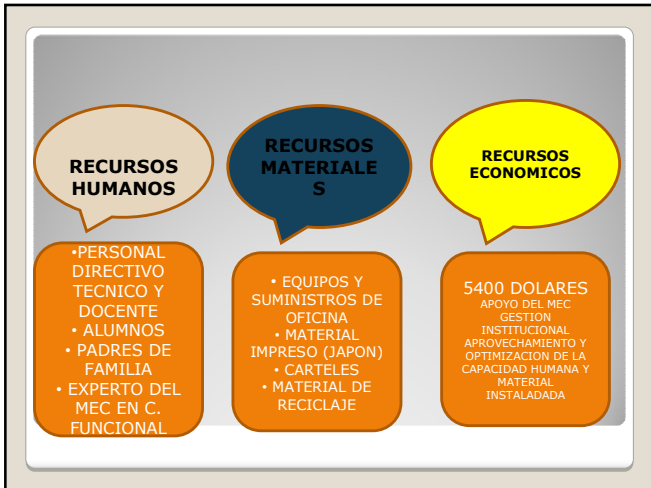 RECURSOS
HUMANOS
•PERSONAL
DIRECTIVO
TECNICO Y
DOCENTE
• ALUMNOS
• PADRES DE
FAMILIA
• EXPERTO DEL
MEC EN C.
FUNCIONAL
RECURSOS
MATERIALE
S
• EQUIPOS Y
SUMINISTROS DE
OFICINA
• MATERIAL
IMPRESO (JAPON)
• CARTELES
• MATERIAL DE
RECICLAJE
RECURSOS
ECONOMICOS
5400 DOLARES
APOYO DEL MEC
GESTION
INSTITUCIONAL
APROVECHAMIENTO Y
OPTIMIZACION DE LA
CAPACIDAD HUMANA Y
MATERIAL
INSTALADADA